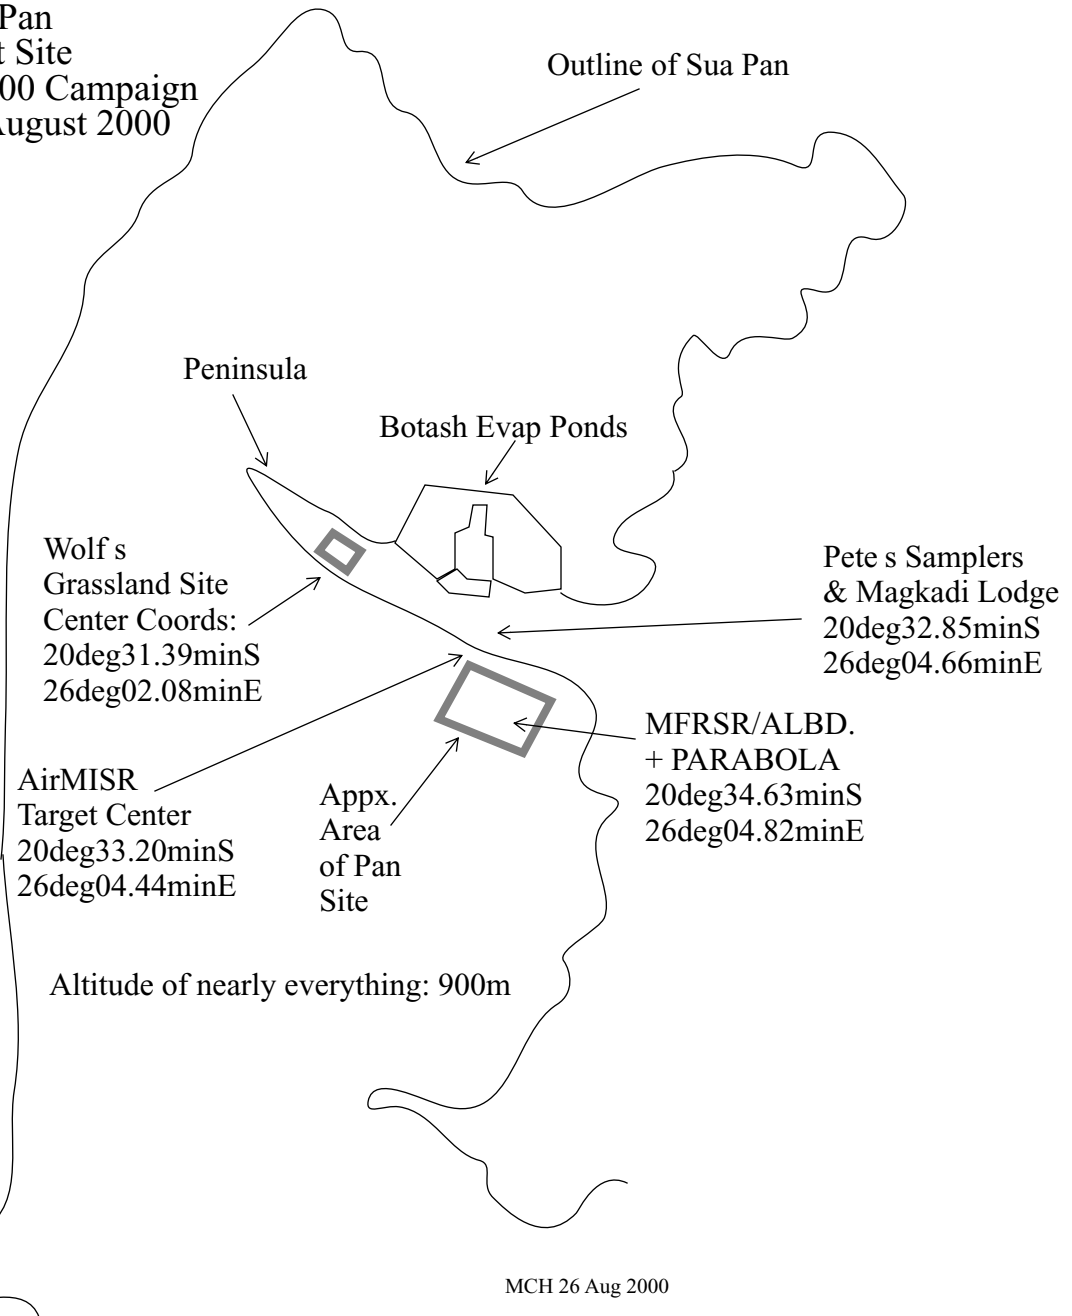 Pan
t Site
00 Campaign
August 2000
Outline of Sua Pan
Peninsula
Botash Evap Ponds
Wolf s
Grassland Site
Center Coords:
20deg31.39minS
26deg02.08minE
Pete s Samplers
& Magkadi Lodge
20deg32.85minS
26deg04.66minE
MFRSR/ALBD.
+ PARABOLA
20deg34.63minS
26deg04.82minE
AirMISR
Target Center
20deg33.20minS
26deg04.44minE
Appx.
Area
of Pan
Site
Altitude of nearly everything: 900m
MCH 26 Aug 2000